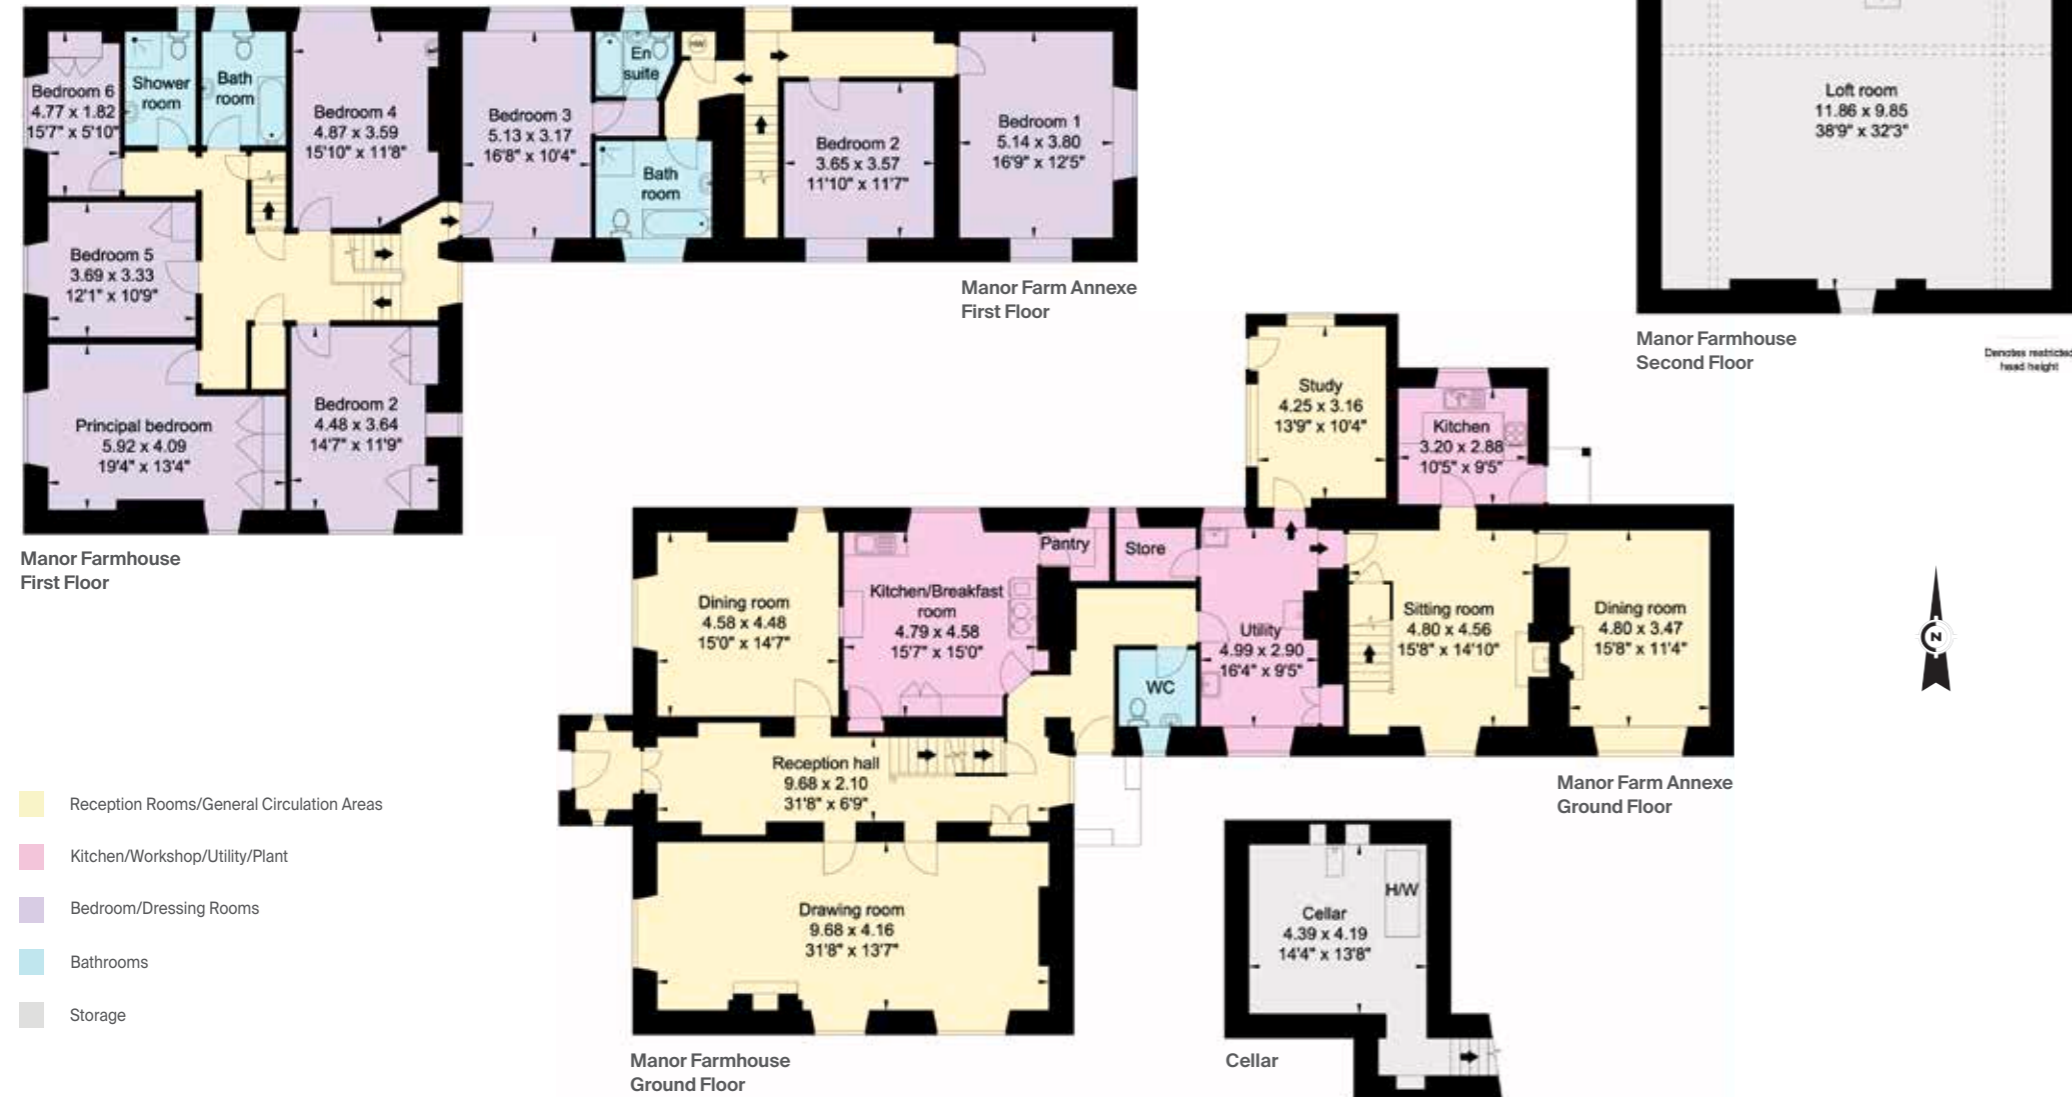 Bedroom 6
4.77 x 1.82
15'7" x 5'10"
Shower
room
Bath
room
Bedroom 4
4.87 x 3.59
15'10" x 11'8"
Bedroom 3
5.13 x 3.17
16'8" x 10'4"
En
suite
HW
Bath
room
Bedroom 2
3.65 x 3.57
11'10" x 11'7"
Bedroom 1
5.14 x 3.80
16'9" x 12'5"
Bedroom 5
3.69 x 3.33
12'1" x 10'9"
Principal bedroom
5.92 x 4.09
19'4" x 13'4"
Bedroom 2
4.48 x 3.64
14'7" x 11'9"
Manor Farm Annexe
First Floor
Manor Farmhouse
First Floor
Loft room
11.86 x 9.85
38'9" x 32'3"
Manor Farmhouse
Second Floor
Denotes restricted
head height
Study
4.25 x 3.16
13'9" x 10'4"
Kitchen
3.20 x 2.88
10'5" x 9'5"
Dining room
4.58 x 4.48
15'0" x 14'7"
Kitchen/Breakfast
room
4.79 x 4.58
15'7" x 15'0"
Pantry
Store
Utility
4.99 x 2.90
16'4" x 9'5"
WC
Sitting room
4.80 x 4.56
15'8" x 14'10"
Dining room
4.80 x 3.47
15'8" x 11'4"
N
Reception hall
9.68 x 2.10
31'8" x 6'9"
Drawing room
9.68 x 4.16
31'8" x 13'7"
Manor Farm Annexe
Ground Floor
Manor Farmhouse
Ground Floor
H/W
Cellar
4.39 x 4.19
14'4" x 13'8"
Cellar
Reception Rooms/General Circulation Areas
Kitchen/Workshop/Utility/Plant
Bedroom/Dressing Rooms
Bathrooms
Storage